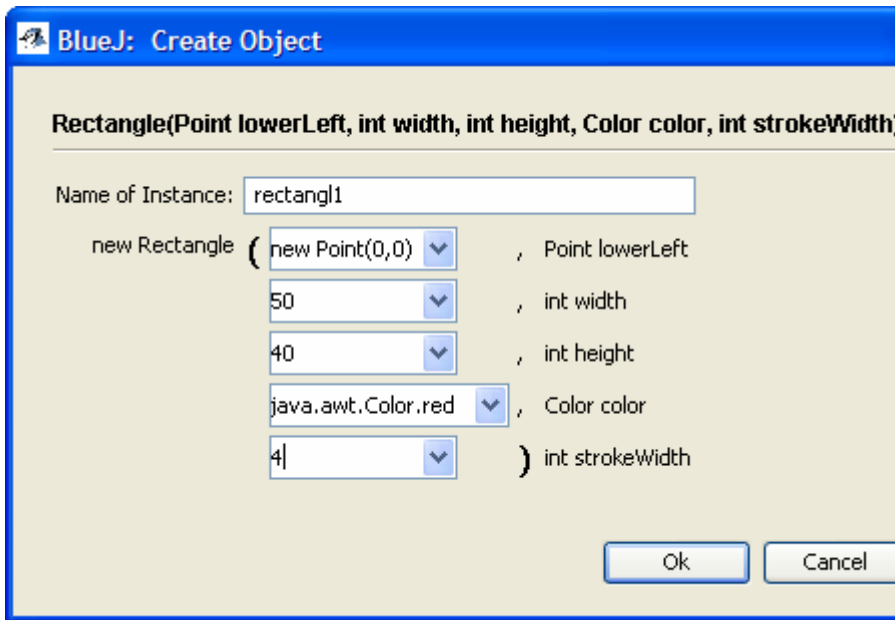 BlueJ: Create Object
Rectangle(Point lowerLeft, int width, int height, Color color, int strokeWidth)
Name of Instance: rectangl1
new Rectangle ( new Point(0,0) , Point lowerLeft
50 , int width
40 , int height
java.awt.Color.red , Color color
4 ) int strokeWidth
Ok Cancel